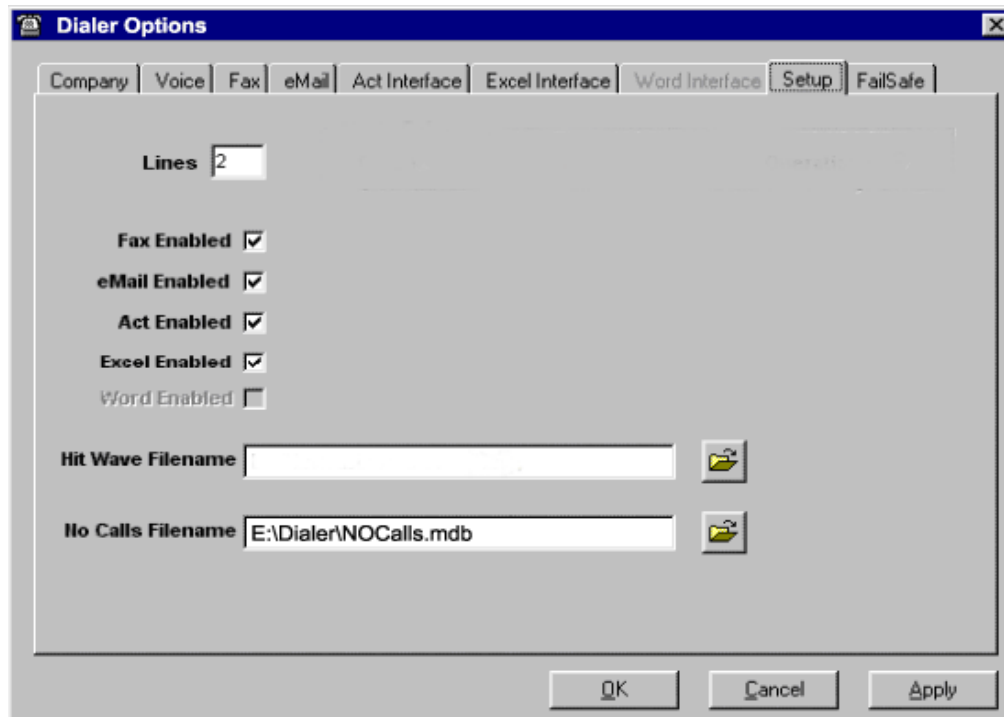 Dialer Options
Company Voice Fax eMail Act Interface Excel Interface Word Interface Setup FailSafe
Lines 2
Fax Enabled
eMail Enabled
Act Enabled
Excel Enabled
Word Enabled
Hit Wave Filename
No Calls Filename E:\Dialer\NOCalls.mdb
OK Cancel Apply